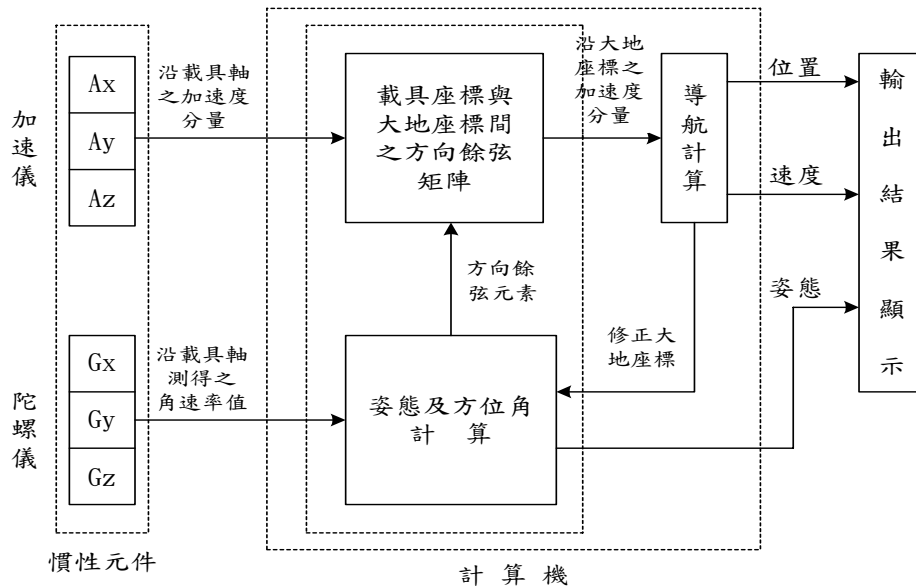 加速儀
Ax
Ay
Az
沿載具軸
之加速度
分量
載具座標與
大地座標間
之方向餘弦
矩陣
沿大地
座標之
加速度
分量
導航計算
位置
速度
姿態
輸出結果顯示
方向餘
弦元素
修正大
地座標
陀螺儀
Gx
Gy
Gz
沿載具軸
測得之
角速率值
姿態及方位角
計 算
慣性元件
計 算 機